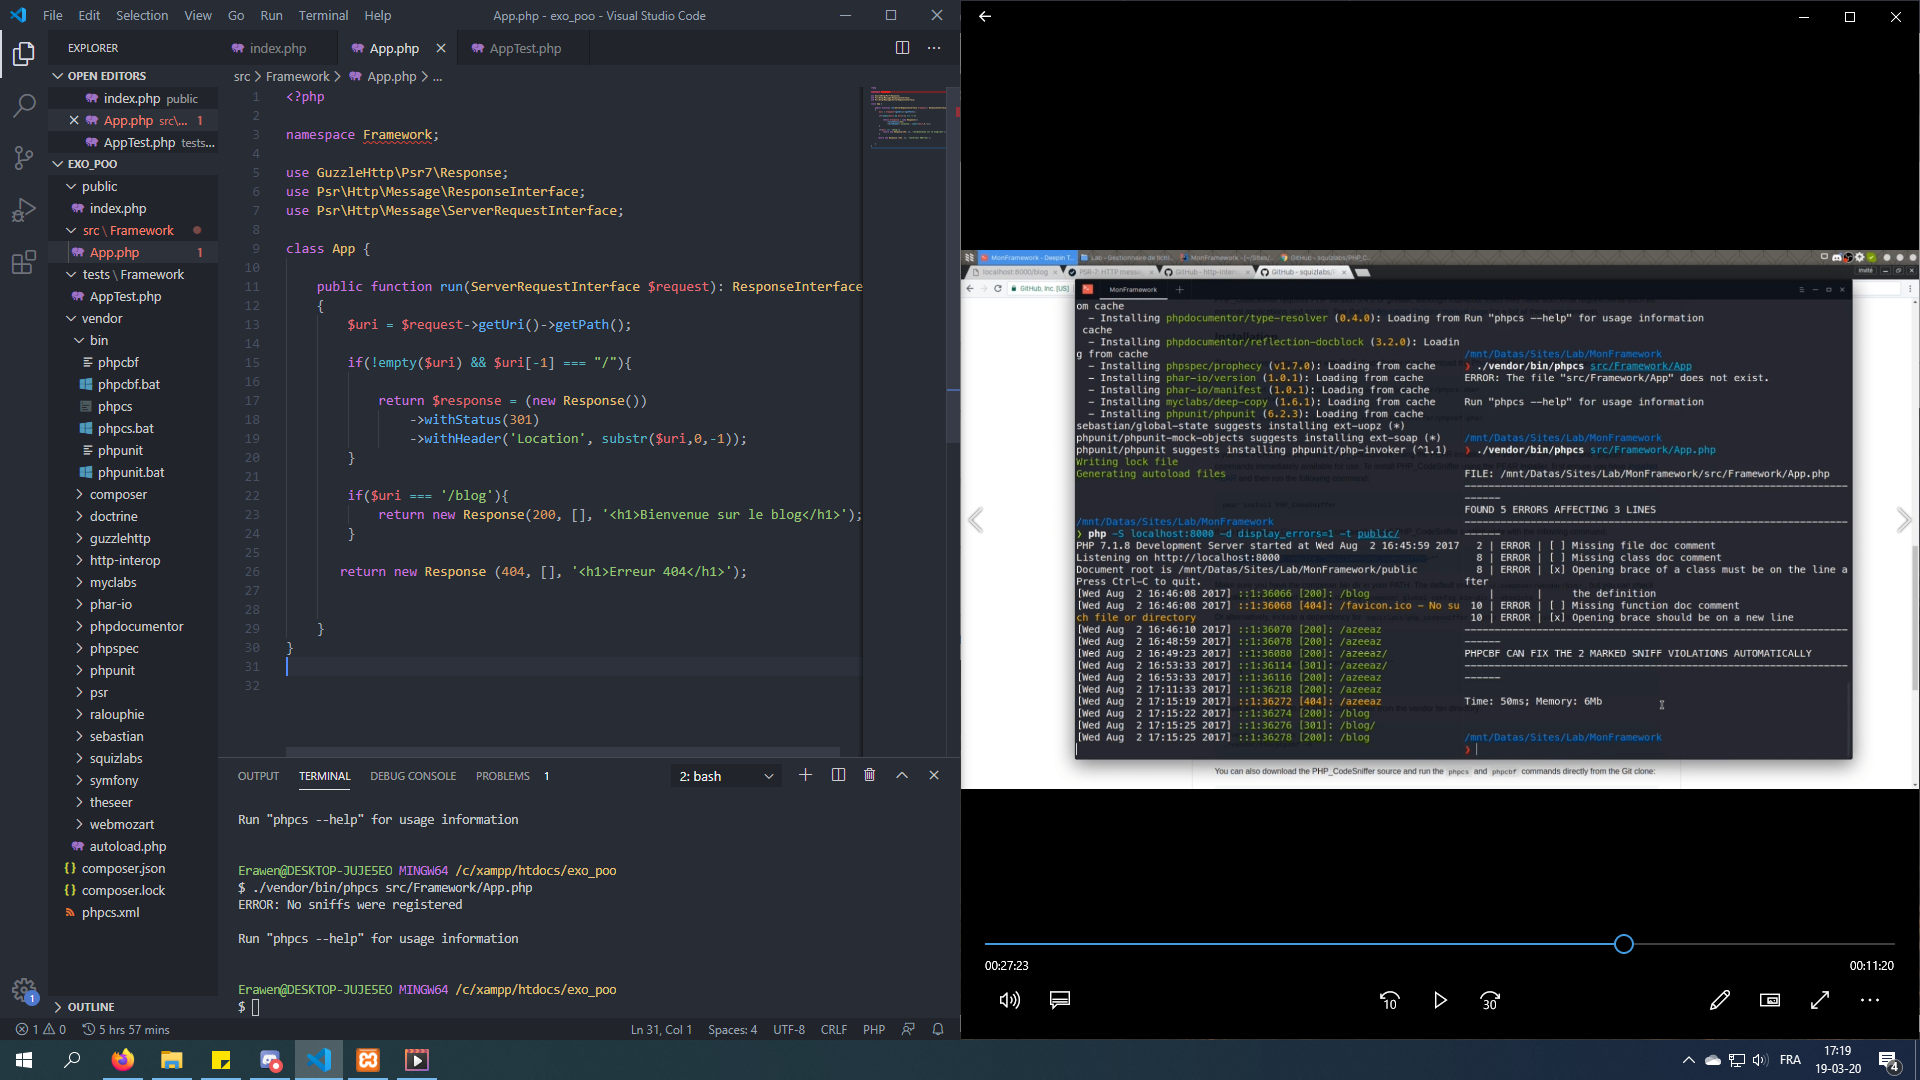 File Edit Selection View Go Run Terminal Help
App.php - exo_poo - Visual Studio Code
EXPLORER
OPEN EDITORS
index.php public
App.php src\... 1
AppTest.php tests...
EXO_POO
public
index.php
src \ Framework
App.php 1
tests \ Framework
AppTest.php
vendor
bin
phpcbf
phpcbf.bat
phpcs
phpcs.bat
phpunit
phpunit.bat
composer
doctrine
guzzlehttp
http-interop
myclabs
phar-io
phpdocumentor
phpspec
phpunit
psr
ralouphie
sebastian
squizlabs
symfony
theseer
webmozart
autoload.php
composer.json
composer.lock
phpcs.xml
OUTLINE
index.php App.php AppTest.php
src > Framework > App.php > ...
1 <?php
2
3 namespace Framework;
4
5 use GuzzleHttp\Psr7\Response;
6 use Psr\Http\Message\ResponseInterface;
7 use Psr\Http\Message\ServerRequestInterface;
8
9 class App {
10
11 public function run(ServerRequestInterface $request): ResponseInterface
12 {
13 $uri = $request->getUri()->getPath();
14
15 if(!empty($uri) && $uri[-1] === "/"){
16
17 return $response = (new Response())
18 ->withStatus(301)
19 ->withHeader('Location', substr($uri,0,-1));
20 }
21
22 if($uri === '/blog'){
23 return new Response(200, [], '<h1>Bienvenue sur le blog</h1>');
24 }
25
26 return new Response (404, [], '<h1>Erreur 404</h1>');
27
28
29 }
30 }
31
32
OUTPUT TERMINAL DEBUG CONSOLE PROBLEMS 1 2: bash
Run "phpcs --help" for usage information
Erawen@DESKTOP-JUJE5EO MINGW64 /c/xampp/htdocs/exo_poo
$ ./vendor/bin/phpcs src/Framework/App.php
ERROR: No sniffs were registered
Run "phpcs --help" for usage information
Erawen@DESKTOP-JUJE5EO MINGW64 /c/xampp/htdocs/exo_poo
$
1 0 5 hrs 57 mins Ln 31, Col 1 Spaces: 4 UTF-8 CRLF PHP
1
MonFramework - Deepin T...
localhost:8000/blog
GitHub, Inc. [US]
MonFramework
om cache
- Installing phpdocumentor/type-resolver (0.4.0): Loading from
cache
- Installing phpdocumentor/reflection-docblock (3.2.0): Loadin
g from cache
- Installing phpspec/prophecy (v1.7.0): Loading from cache
- Installing phar-io/version (1.0.1): Loading from cache
- Installing phar-io/manifest (1.0.1): Loading from cache
- Installing myclabs/deep-copy (1.6.1): Loading from cache
- Installing phpunit/phpunit (6.2.3): Loading from cache
sebastian/global-state suggests installing ext-uopz (*)
phpunit/phpunit-mock-objects suggests installing ext-soap (*)
phpunit/phpunit suggests installing phpunit/php-invoker (^1.1)
Writing lock file
Generating autoload files
/mnt/Datas/Sites/Lab/MonFramework
❯ php -S localhost:8000 -d display_errors=1 -t public/
PHP 7.1.8 Development Server started at Wed Aug 2 16:45:59 2017
Listening on http://localhost:8000
Document root is /mnt/Datas/Sites/Lab/MonFramework/public
Press Ctrl-C to quit.
[Wed Aug 2 16:46:08 2017] ::1:36066 [200]: /blog
[Wed Aug 2 16:46:08 2017] ::1:36068 [404]: /favicon.ico - No su
ch file or directory
[Wed Aug 2 16:46:10 2017] ::1:36070 [200]: /azeeaz
[Wed Aug 2 16:48:59 2017] ::1:36078 [200]: /azeeaz
[Wed Aug 2 16:49:23 2017] ::1:36080 [200]: /azeeaz/
[Wed Aug 2 16:53:33 2017] ::1:36114 [301]: /azeeaz/
[Wed Aug 2 16:53:33 2017] ::1:36116 [200]: /azeeaz
[Wed Aug 2 17:11:33 2017] ::1:36218 [200]: /azeeaz
[Wed Aug 2 17:15:19 2017] ::1:36272 [404]: /azeeaz
[Wed Aug 2 17:15:22 2017] ::1:36274 [200]: /blog
[Wed Aug 2 17:15:25 2017] ::1:36276 [301]: /blog/
[Wed Aug 2 17:15:25 2017] ::1:36278 [200]: /blog
Run "phpcs --help" for usage information
/mnt/Datas/Sites/Lab/MonFramework
❯ ./vendor/bin/phpcs src/Framework/App
ERROR: The file "src/Framework/App" does not exist.
Run "phpcs --help" for usage information
/mnt/Datas/Sites/Lab/MonFramework
❯ ./vendor/bin/phpcs src/Framework/App.php
FILE: /mnt/Datas/Sites/Lab/MonFramework/src/Framework/App.php
FOUND 5 ERRORS AFFECTING 3 LINES
2 | ERROR | [ ] Missing file doc comment
8 | ERROR | [ ] Missing class doc comment
8 | ERROR | [x] Opening brace of a class must be on the line a
fter
| | the definition
10 | ERROR | [ ] Missing function doc comment
10 | ERROR | [x] Opening brace should be on a new line
PHPCBF CAN FIX THE 2 MARKED SNIFF VIOLATIONS AUTOMATICALLY
Time: 50ms; Memory: 6Mb
/mnt/Datas/Sites/Lab/MonFramework
❯
You can also download the PHP_CodeSniffer source and run the phpcs and phpcbf commands directly from the Git clone:
00:27:23
00:11:20
10 30
FRA
17:19
19-03-20
4